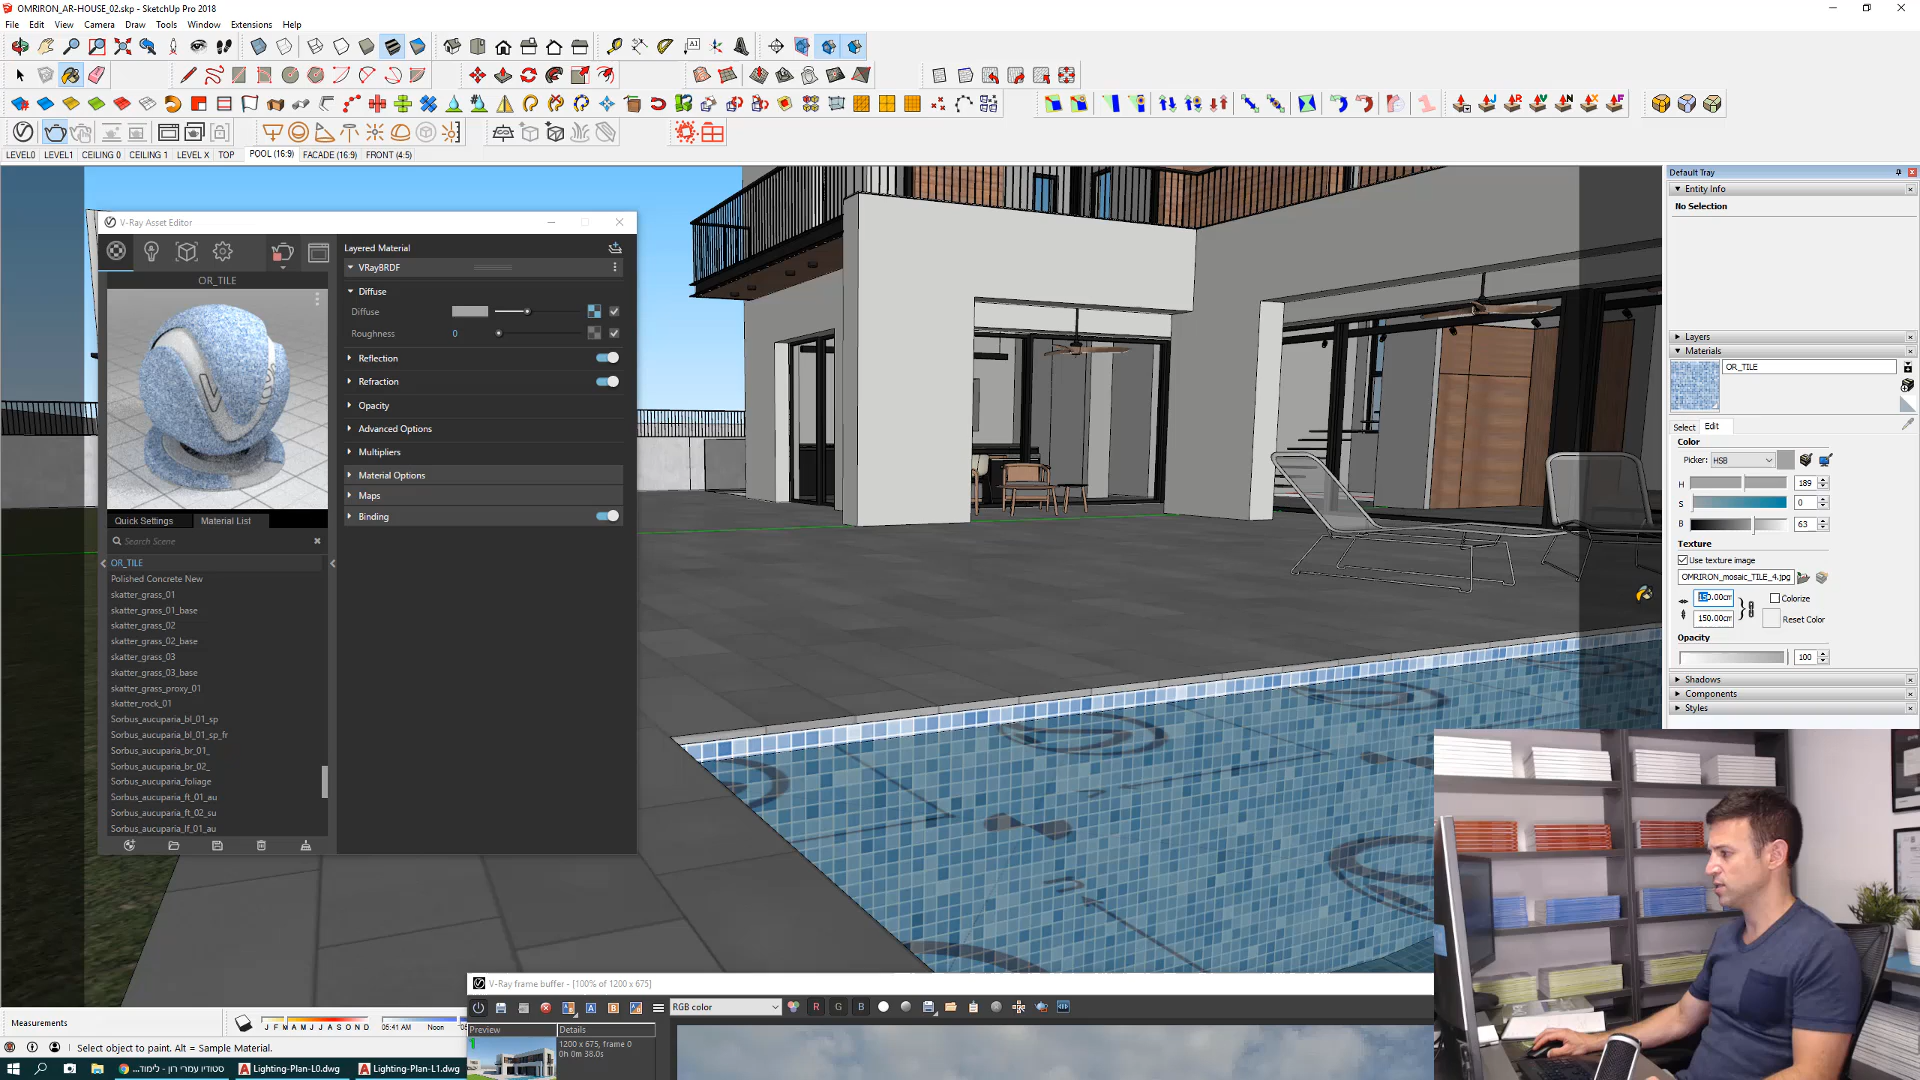 OMRIRON_AR-HOUSE_02.skp - SketchUp Pro 2018
File Edit View Camera Draw Tools Window Extensions Help
LEVEL0 LEVEL1 CEILING 0 CEILING 1 LEVEL X TOP POOL (16:9) FACADE (16:9) FRONT (4:5)
V-Ray Asset Editor
OR_TILE
Quick Settings Material List
Search Scene
OR_TILE
Polished Concrete New
skatter_grass_01
skatter_grass_01_base
skatter_grass_02
skatter_grass_02_base
skatter_grass_03
skatter_grass_03_base
skatter_grass_proxy_01
skatter_rock_01
Sorbus_aucuparia_bl_01_sp
Sorbus_aucuparia_bl_01_sp_fr
Sorbus_aucuparia_br_01_
Sorbus_aucuparia_br_02_
Sorbus_aucuparia_foliage
Sorbus_aucuparia_ft_01_au
Sorbus_aucuparia_ft_02_su
Sorbus_aucuparia_lf_01_au
Layered Material
VRayBRDF
Diffuse
Diffuse
Roughness 0
Reflection
Refraction
Opacity
Advanced Options
Multipliers
Material Options
Maps
Binding
Default Tray
Entity Info
No Selection
Layers
Materials
OR_TILE
Select Edit
Color
Picker: HSB
H 189
S 0
B 63
Texture
Use texture image
OMRIRON_mosaic_TILE_4.jpg
150.00cm Colorize
150.00cm Reset Color
Opacity
100
Shadows
Components
Styles
V-Ray frame buffer - [100% of 1200 x 675]
RGB color R G B
Preview Details
1
1200 x 675, frame 0
0h 0m 38.0s
Measurements
J F M A M J J A S O N D 05:41 AM Noon
Select object to paint. Alt = Sample Material.
סטודיו עמרי רון - לימוד... Lighting-Plan-L0.dwg Lighting-Plan-L1.dwg